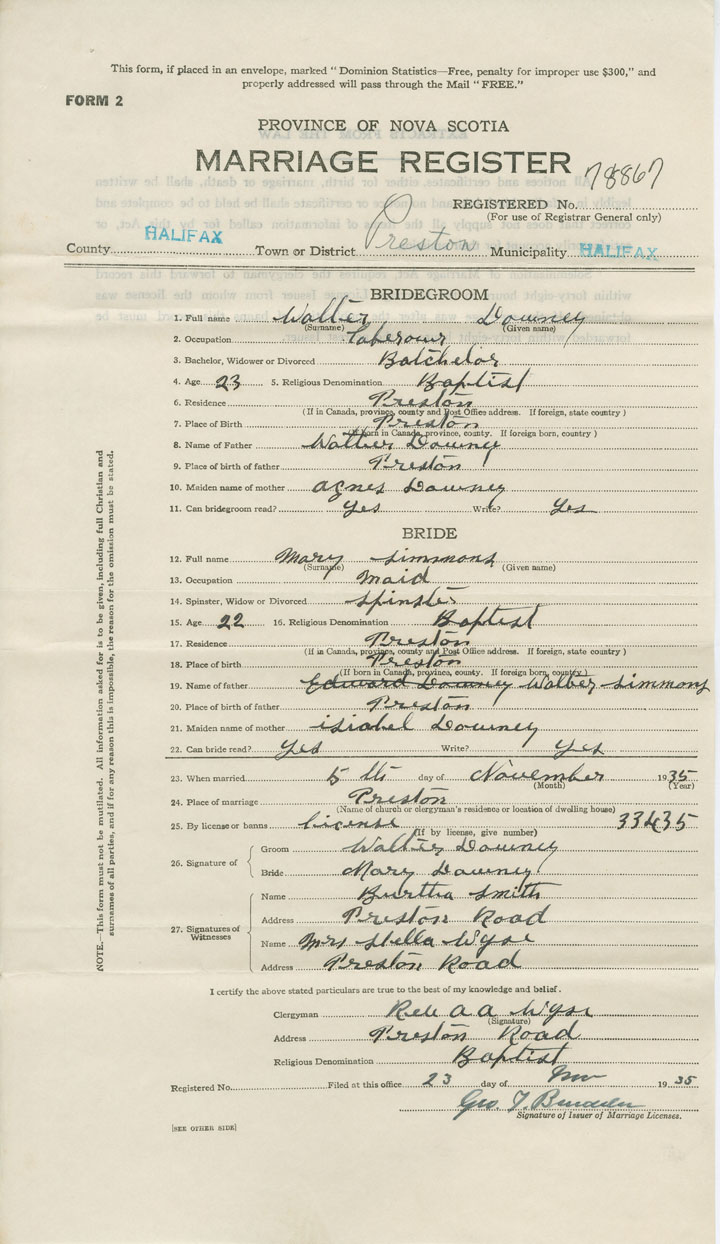 This form, if placed in an envelope, marked "Dominion Statistics—Free, penalty for improper use $300," and
properly addressed will pass through the Mail "FREE."
FORM 2
PROVINCE OF NOVA SCOTIA
MARRIAGE REGISTER 78867
REGISTERED No.
(For use of Registrar General only)
County HALIFAX Town or District Preston Municipality HALIFAX
BRIDEGROOM
1. Full name Walter Downey
(Surname) (Given name)
2. Occupation Laberour
3. Bachelor, Widower or Divorced Batchelor
4. Age 23 5. Religious Denomination Baptist
6. Residence Preston
(If in Canada, province, county and Post Office address. If foreign, state country)
7. Place of Birth Preston
(If born in Canada, province, county. If foreign born, country)
8. Name of Father Walther Downey
9. Place of birth of father Preston
10. Maiden name of mother agnes Downey
11. Can bridegroom read? Yes Write? Yes
BRIDE
12. Full name Mary simmons
(Surname) (Given name)
13. Occupation maid
14. Spinster, Widow or Divorced spinster
15. Age 22 16. Religious Denomination Baptist
17. Residence Preston
(If in Canada, province, county and Post Office address. If foreign, state country)
18. Place of birth Preston
(If born in Canada, province, county. If foreign born, country)
19. Name of father Edward Downey Walber simmons
20. Place of birth of father Preston
21. Maiden name of mother isiabel Downey
22. Can bride read? Yes Write? Yes
23. When married 5 th day of November 1935
(Month) (Year)
24. Place of marriage Preston
(Name of church or clergyman's residence or location of dwelling house)
25. By license or banns license 33435
(If by license, give number)
26. Signature of
Groom Walter Downey
Bride Mary Downey
27. Signatures of Witnesses
Name Burtha Smith
Address Preston Road
Name Mrs Stella Wyse
Address Preston Road
I certify the above stated particulars are true to the best of my knowledge and belief.
Clergyman Rev a a Wyse
(Signature)
Address Preston Road
Religious Denomination Baptist
Registered No. Filed at this office 23 day of Nov 1935
Geo. T.
Signature of Issuer of Marriage Licenses.
[SEE OTHER SIDE]
NOTE.—This form must not be mutilated. All information asked for is to be given, including full Christian and
surnames of all parties, and if for any reason this is impossible, the reason for the omission must be stated.